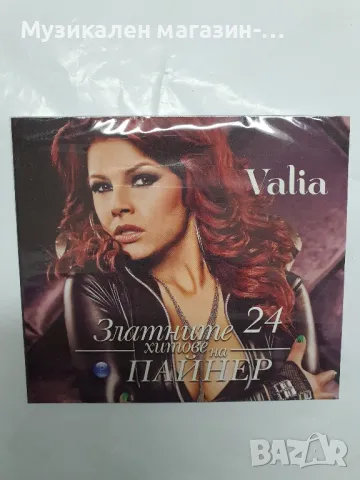 Музикален магазин-...
Valia
Златните 24
хитове на
ПАЙНЕР
BAZAR